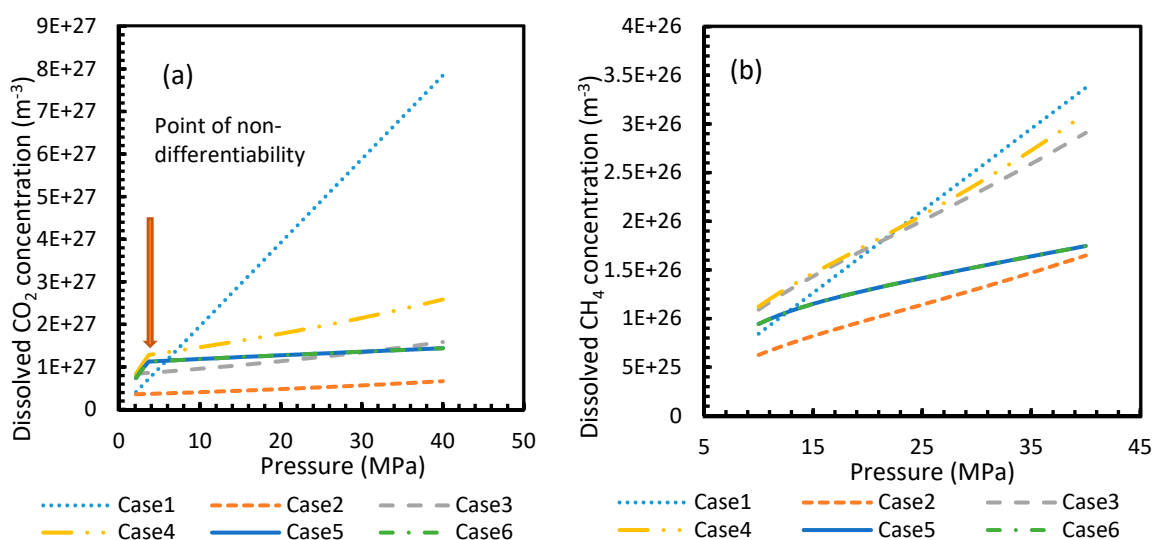 9E+27
8E+27
7E+27
6E+27
5E+27
4E+27
3E+27
2E+27
1E+27
0
Dissolved CO2 concentration (m-3)
(a)
Point of non-
differentiability
0 10 20 30 40 50
Pressure (MPa)
Case1 Case2 Case3
Case4 Case5 Case6
4E+26
3.5E+26
3E+26
2.5E+26
2E+26
1.5E+26
1E+26
5E+25
0
Dissolved CH4 concentration (m-3)
(b)
5 15 25 35 45
Pressure (MPa)
Case1 Case2 Case3
Case4 Case5 Case6